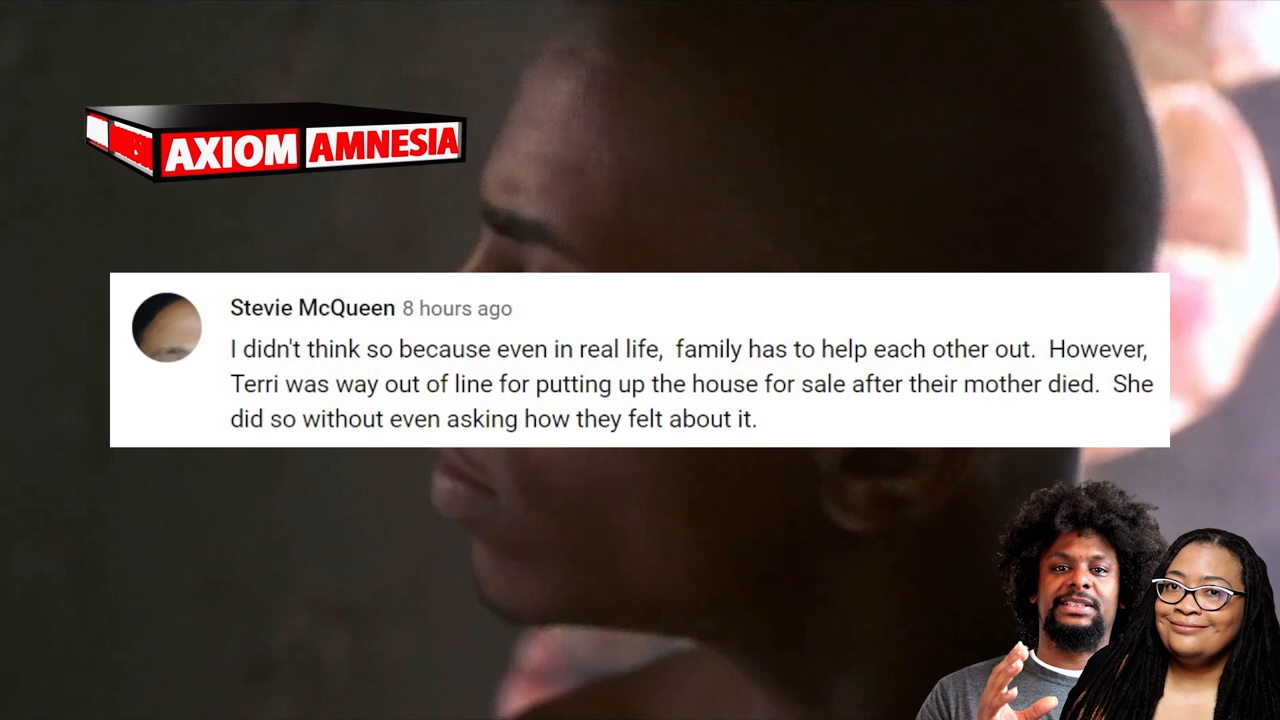 AXIOM AMNESIA
Stevie McQueen 8 hours ago
I didn't think so because even in real life,  family has to help each other out.  However,
Terri was way out of line for putting up the house for sale after their mother died.  She
did so without even asking how they felt about it.